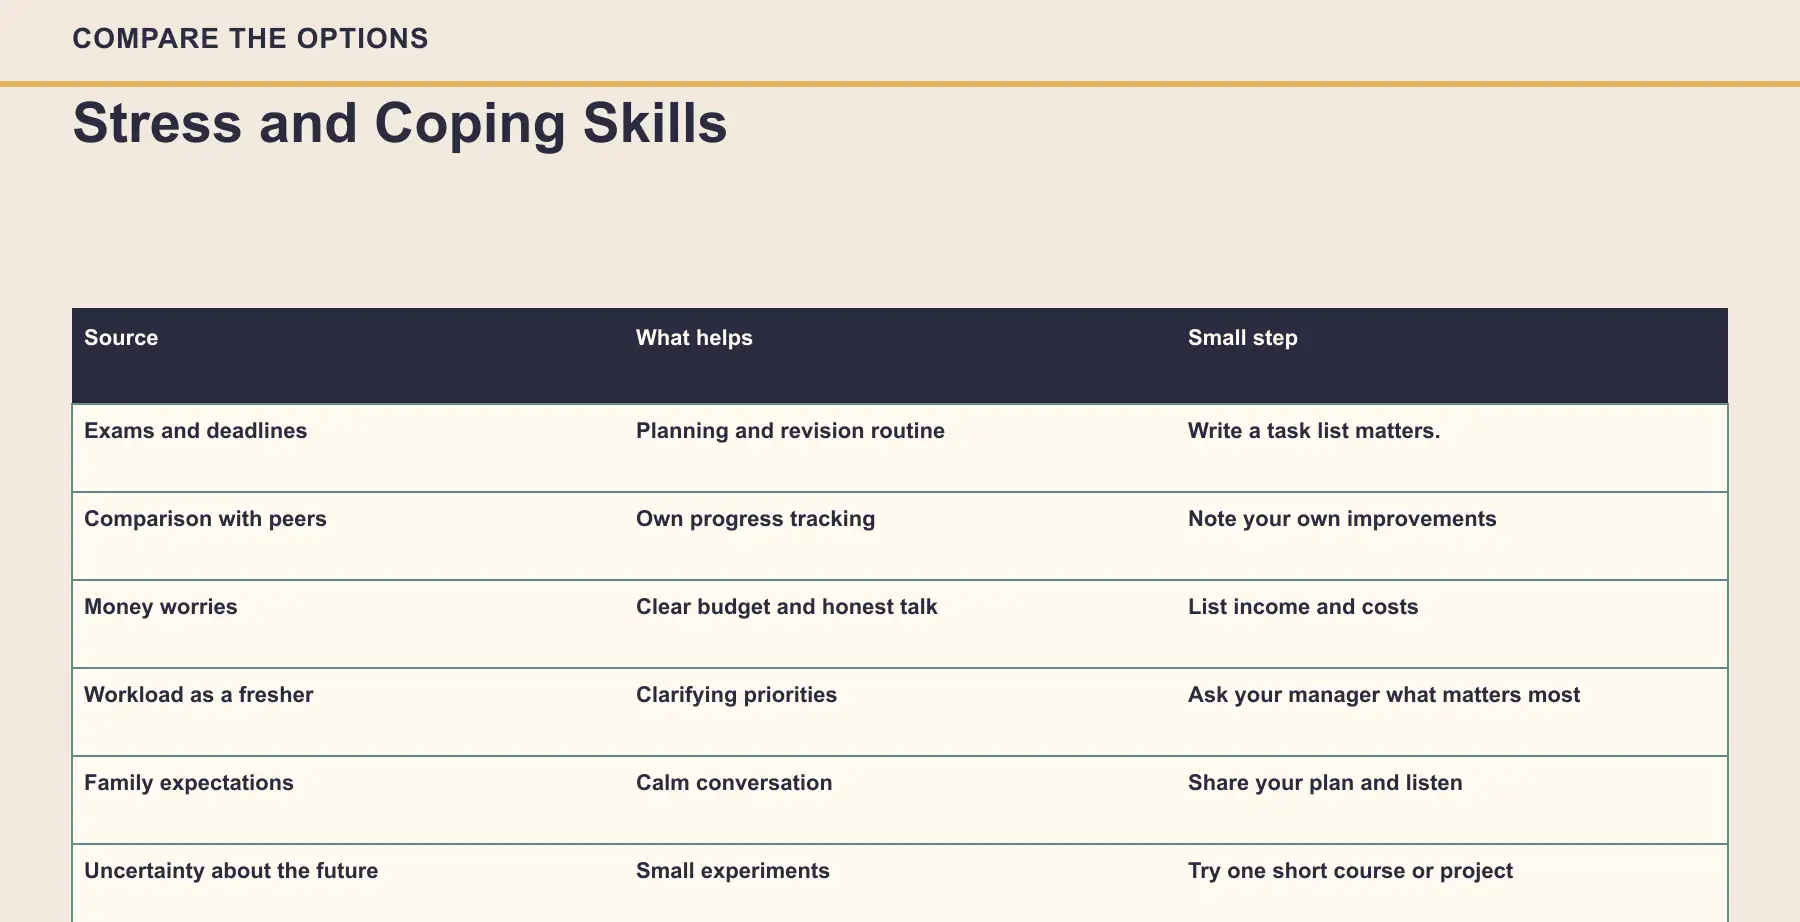 COMPARE THE OPTIONS
Stress and Coping Skills
Source What helps Small step
Exams and deadlines Planning and revision routine Write a task list matters.
Comparison with peers Own progress tracking Note your own improvements
Money worries Clear budget and honest talk List income and costs
Workload as a fresher Clarifying priorities Ask your manager what matters most
Family expectations Calm conversation Share your plan and listen
Uncertainty about the future Small experiments Try one short course or project